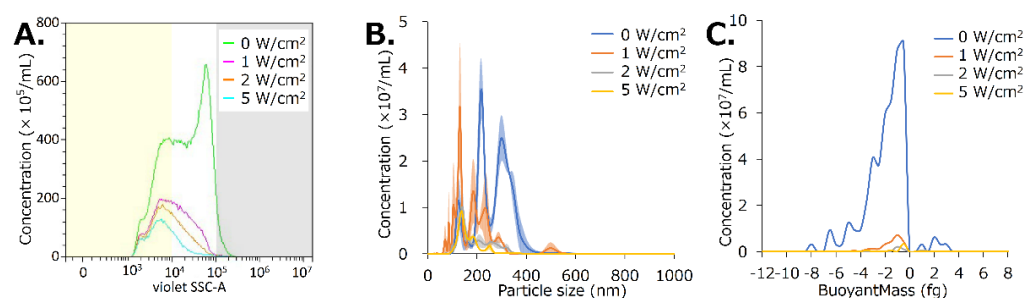 A.
800
600
400
200
0
Concentration (× 10⁵/mL)
0 W/cm²
1 W/cm²
2 W/cm²
5 W/cm²
0 10³ 10⁴ 10⁵ 10⁶ 10⁷
violet SSC-A
B.
5
4
3
2
1
0
Concentration (×10⁷/mL)
0 W/cm²
1 W/cm²
2 W/cm²
5 W/cm²
0 200 400 600 800 1000
Particle size (nm)
C.
10
8
6
4
2
0
Concentration (×10⁷/mL)
0 W/cm²
1 W/cm²
2 W/cm²
5 W/cm²
-12 -10 -8 -6 -4 -2 0 2 4 6 8
BuoyantMass (fg)